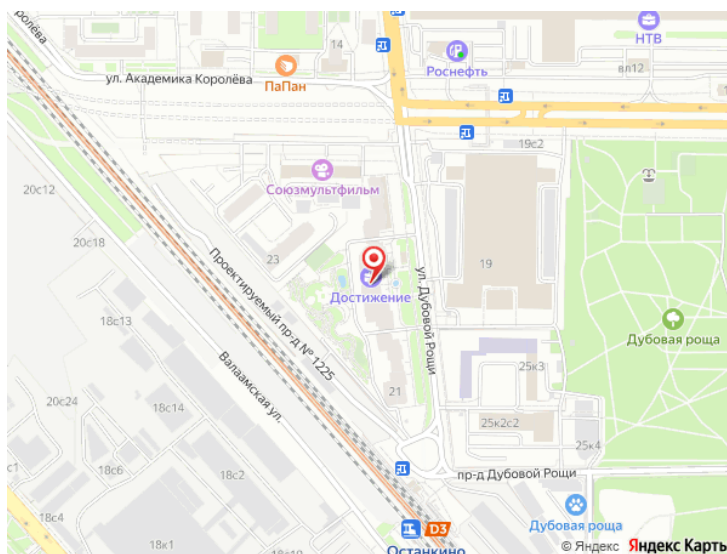 оролёва
НТВ
14
Роснефть
ул. Академика Королёва
вл12
ПаПан
19с2
Союзмультфильм
20с12
20с18
23
19
Проектируемый пр-д № 1225
Достижение
ул. Дубовой Рощи
18с13
Дубовая роща
Валаамская ул.
25к3
21
20с24
18с14
25к2с2
25к4
с1
18с6
18с2
пр-д Дубовой Рощи
18с4
D3
Дубовая роща
18к1
Останкино
© Яндекс Яндекс Карты